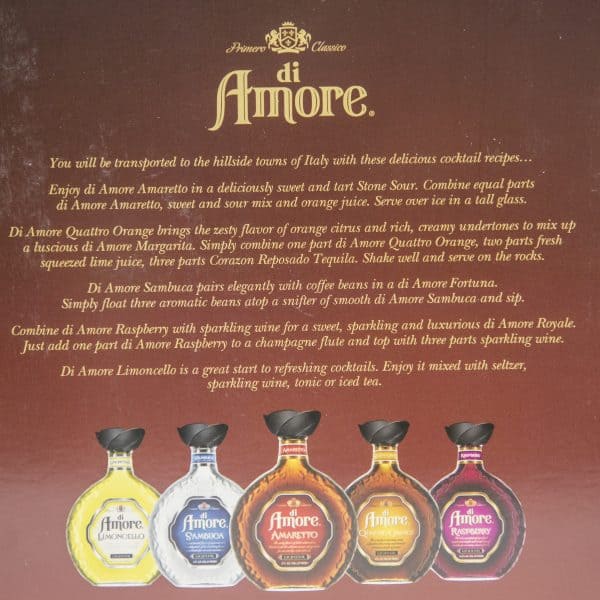 Primero Classico
di
Amore®
You will be transported to the hillside towns of Italy with these delicious cocktail recipes...
Enjoy di Amore Amaretto in a deliciously sweet and tart Stone Sour. Combine equal parts
di Amore Amaretto, sweet and sour mix and orange juice. Serve over ice in a tall glass.
Di Amore Quattro Orange brings the zesty flavor of orange citrus and rich, creamy undertones to mix up
a luscious di Amore Margarita. Simply combine one part di Amore Quattro Orange, two parts fresh
squeezed lime juice, three parts Corazon Reposado Tequila. Shake well and serve on the rocks.
Di Amore Sambuca pairs elegantly with coffee beans in a di Amore Fortuna.
Simply float three aromatic beans atop a snifter of smooth di Amore Sambuca and sip.
Combine di Amore Raspberry with sparkling wine for a sweet, sparkling and luxurious di Amore Royale.
Just add one part di Amore Raspberry to a champagne flute and top with three parts sparkling wine.
Di Amore Limoncello is a great start to refreshing cocktails. Enjoy it mixed with seltzer,
sparkling wine, tonic or iced tea.
LIMONCELLO
di
Amore
LIMONCELLO
SAMBUCA
di
Amore
SAMBUCA
AMARETTO
di
Amore
AMARETTO
di
Amore
QUATTRO ORANGE
RASPBERRY
di
Amore
RASPBERRY